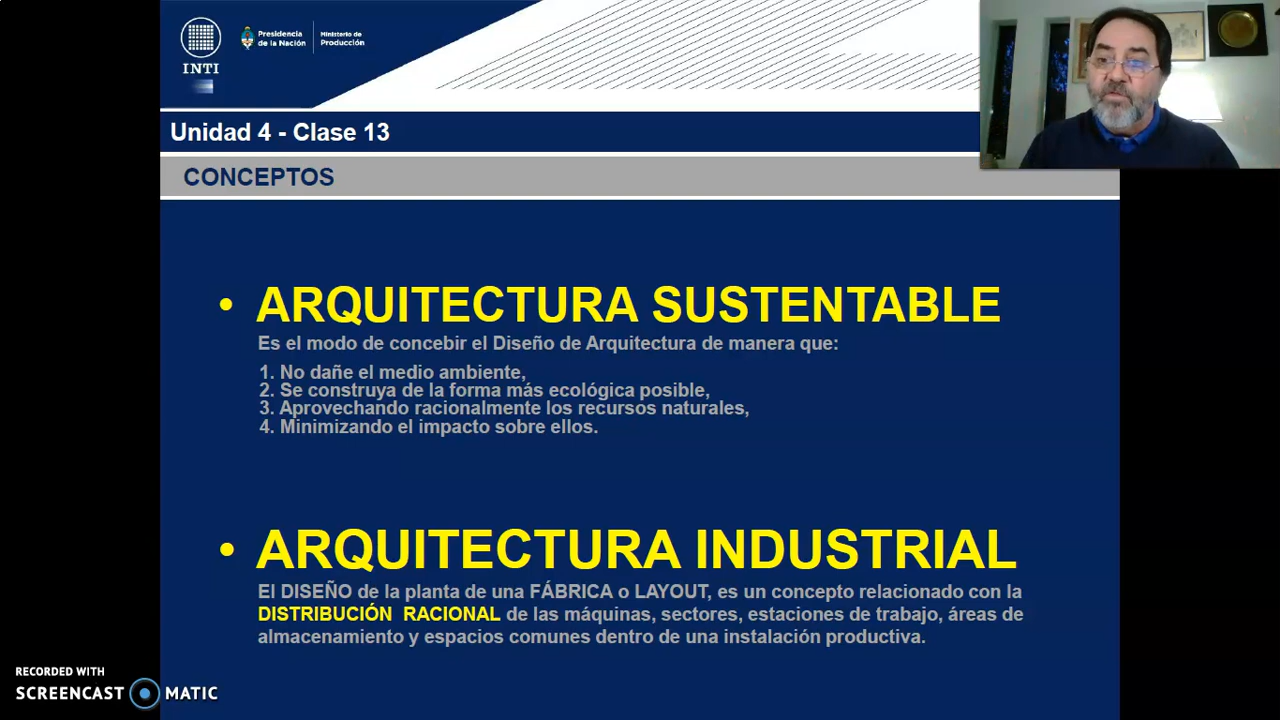 INTI
Presidencia
de la Nación
Ministerio de
Producción
Unidad 4 - Clase 13
CONCEPTOS
• ARQUITECTURA SUSTENTABLE
Es el modo de concebir el Diseño de Arquitectura de manera que:
1. No dañe el medio ambiente,
2. Se construya de la forma más ecológica posible,
3. Aprovechando racionalmente los recursos naturales,
4. Minimizando el impacto sobre ellos.
• ARQUITECTURA INDUSTRIAL
El DISEÑO de la planta de una FÁBRICA o LAYOUT, es un concepto relacionado con la
DISTRIBUCIÓN RACIONAL de las máquinas, sectores, estaciones de trabajo, áreas de
almacenamiento y espacios comunes dentro de una instalación productiva.
RECORDED WITH
SCREENCAST MATIC